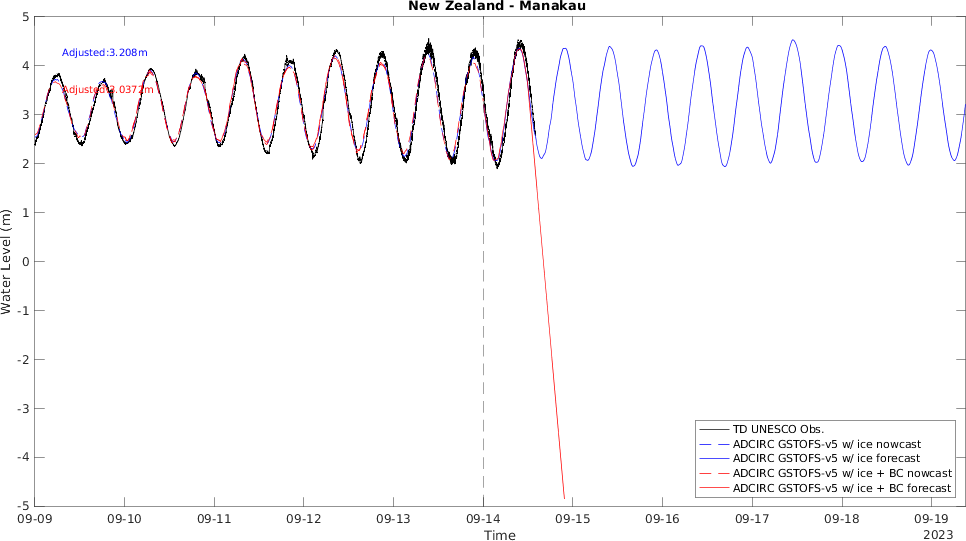 New Zealand - Manakau
5
4
3
2
1
0
-1
-2
-3
-4
-5
Water Level (m)
Adjusted:3.208m
Adjusted:3.0372m
TD UNESCO Obs.
ADCIRC GSTOFS-v5 w/ ice nowcast
ADCIRC GSTOFS-v5 w/ ice forecast
ADCIRC GSTOFS-v5 w/ ice + BC nowcast
ADCIRC GSTOFS-v5 w/ ice + BC forecast
09-09 09-10 09-11 09-12 09-13 09-14 09-15 09-16 09-17 09-18 09-19
Time
2023